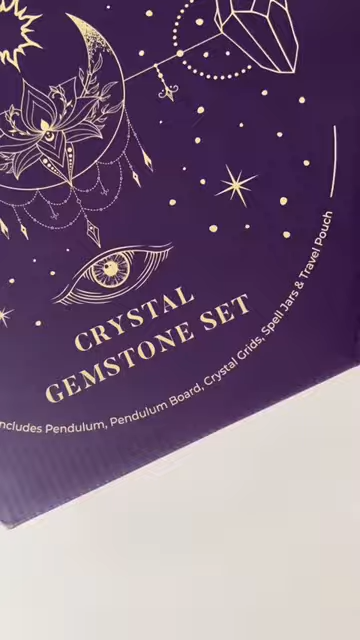 CRYSTAL
GEMSTONE SET
Includes Pendulum, Pendulum Board, Crystal Grids, Spell Jars & Travel Pouch